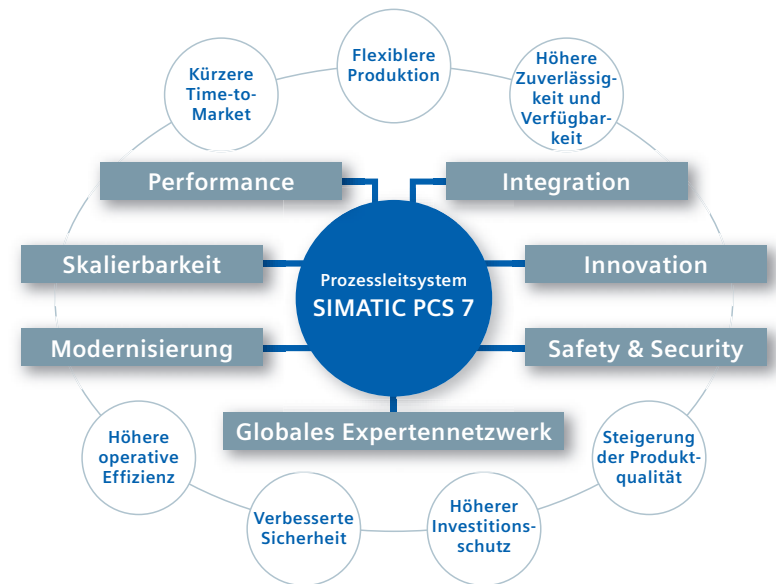 Flexiblere
Produktion
Kürzere
Time-to-
Market
Höhere
Zuverlässig-
keit und
Verfügbar-
keit
Performance
Integration
Skalierbarkeit
Prozessleitsystem
SIMATIC PCS 7
Innovation
Modernisierung
Safety & Security
Globales Expertennetzwerk
Höhere
operative
Effizienz
Steigerung
der Produkt-
qualität
Verbesserte
Sicherheit
Höherer
Investitions-
schutz